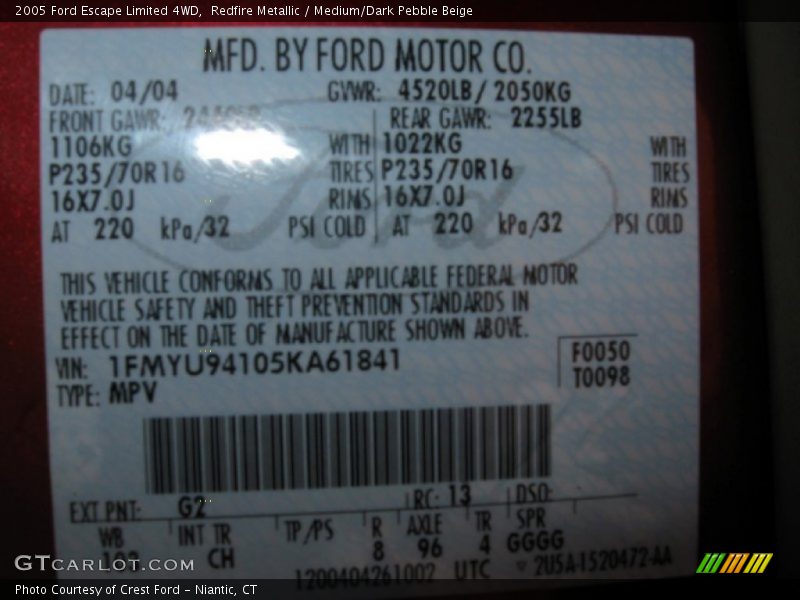 2005 Ford Escape Limited 4WD, Redfire Metallic / Medium/Dark Pebble Beige
MFD. BY FORD MOTOR CO.
DATE: 04/04 GVWR: 4520LB/ 2050KG
FRONT GAWR: REAR GAWR: 2255LB
1106KG WITH 1022KG WITH
P235/70R16 TIRES P235/70R16 TIRES
16X7.0J RIMS 16X7.0J RIMS
AT 220 kPa/32 PSI COLD AT 220 kPa/32 PSI COLD
THIS VEHICLE CONFORMS TO ALL APPLICABLE FEDERAL MOTOR
VEHICLE SAFETY AND THEFT PREVENTION STANDARDS IN
EFFECT ON THE DATE OF MANUFACTURE SHOWN ABOVE.
VIN: 1FMYU94105KA61841 F0050
TYPE: MPV T0098
EXT PNT: G2 RC: 13 DSO:
WB INT TR TP/PS R AXLE TR SPR
CH 8 96 4 GGGG
1200404261002 UTC 2U5A-1520472-AA
GTCARLOT.COM
Photo Courtesy of Crest Ford - Niantic, CT